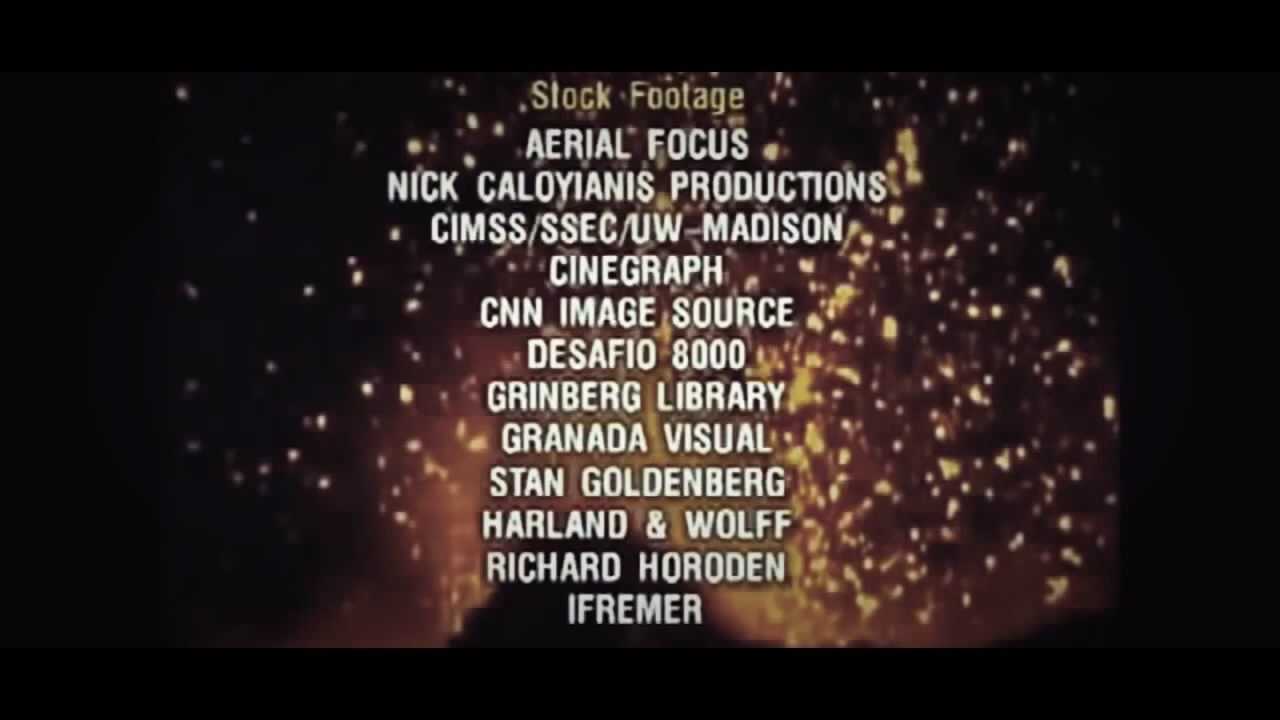 Stock Footage
AERIAL FOCUS
NICK CALOYIANIS PRODUCTIONS
CIMSS/SSEC/UW-MADISON
CINEGRAPH
CNN IMAGE SOURCE
DESAFIO 8000
GRINBERG LIBRARY
GRANADA VISUAL
STAN GOLDENBERG
HARLAND & WOLFF
RICHARD HORODEN
IFREMER